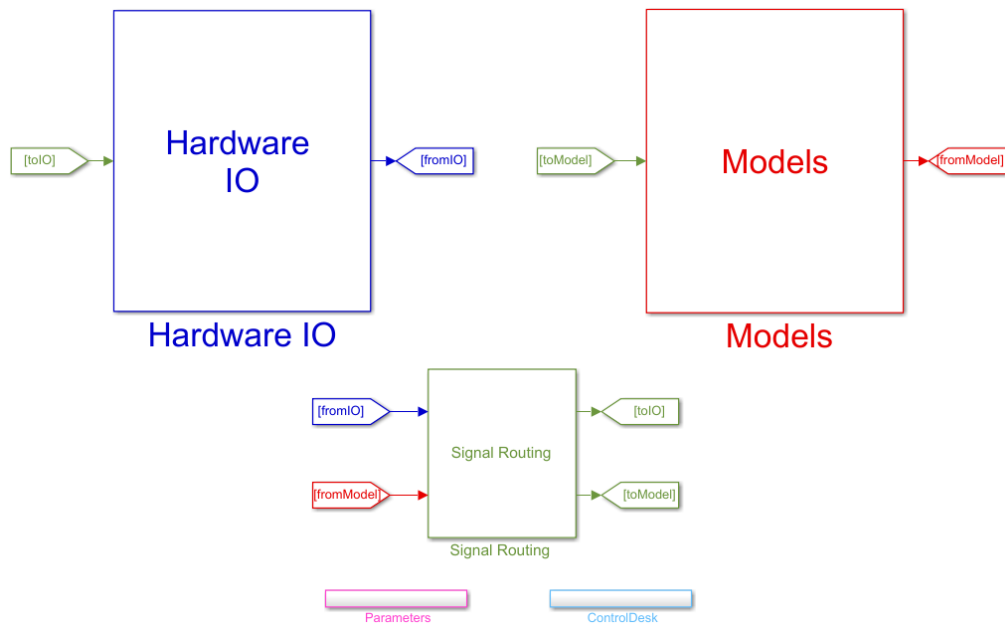 [toIO]
Hardware
IO
[fromIO]
Hardware IO
[toModel]
Models
[fromModel]
Models
[fromIO]
[fromModel]
Signal Routing
[toIO]
[toModel]
Signal Routing
Parameters
ControlDesk